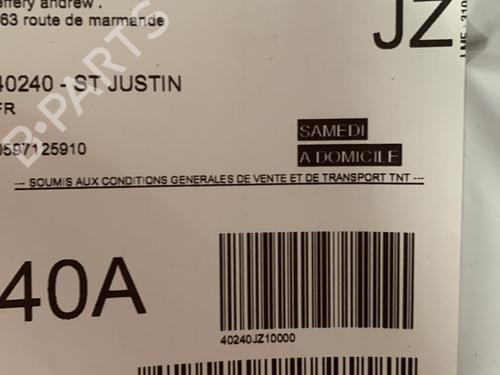 effery andrew .
63 route de marmande
JZ
40240 - ST JUSTIN
FR
0597125910
SAMEDI
A DOMICILE
--- SOUMIS AUX CONDITIONS GENERALES DE VENTE ET DE TRANSPORT TNT ---
40A
40240JZ10000
B-PARTS